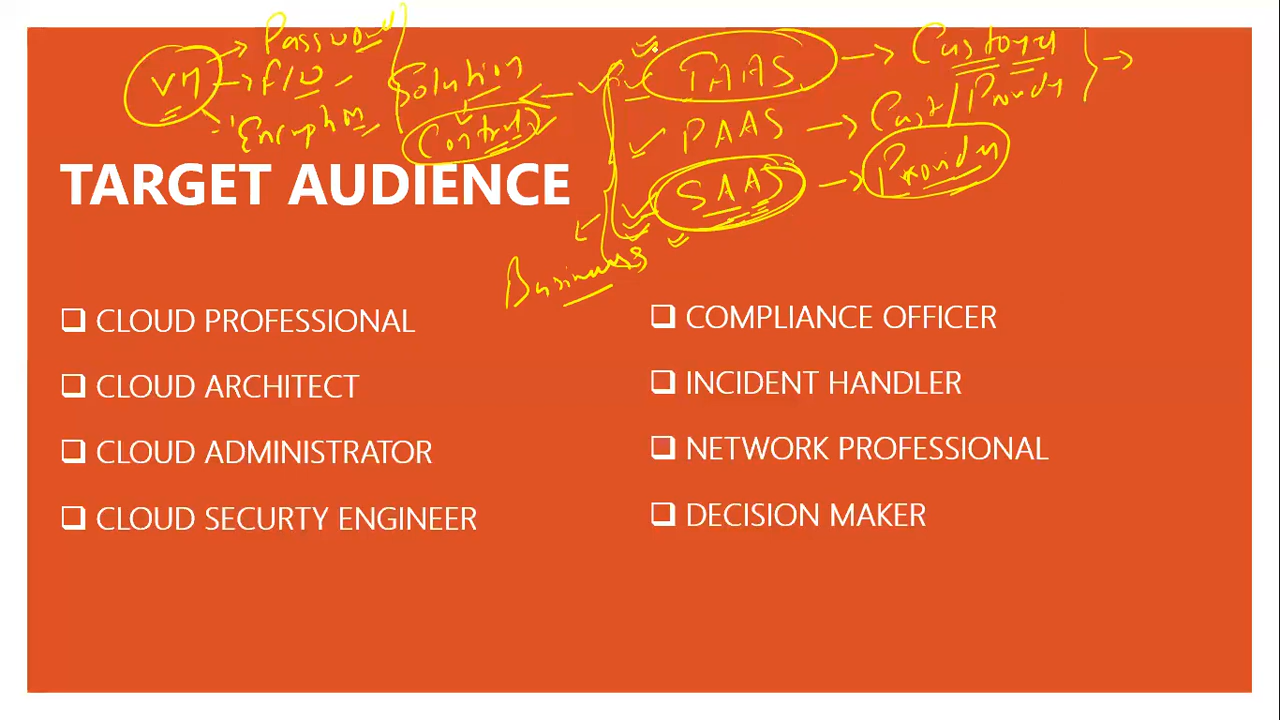 Password
VM
F/W
Encryption
Solution
Controls
IAAS
Customer
PAAS
Cust/Provider
SAAS
Provider
Business
TARGET AUDIENCE
❑ CLOUD PROFESSIONAL
❑ CLOUD ARCHITECT
❑ CLOUD ADMINISTRATOR
❑ CLOUD SECURTY ENGINEER
❑ COMPLIANCE OFFICER
❑ INCIDENT HANDLER
❑ NETWORK PROFESSIONAL
❑ DECISION MAKER